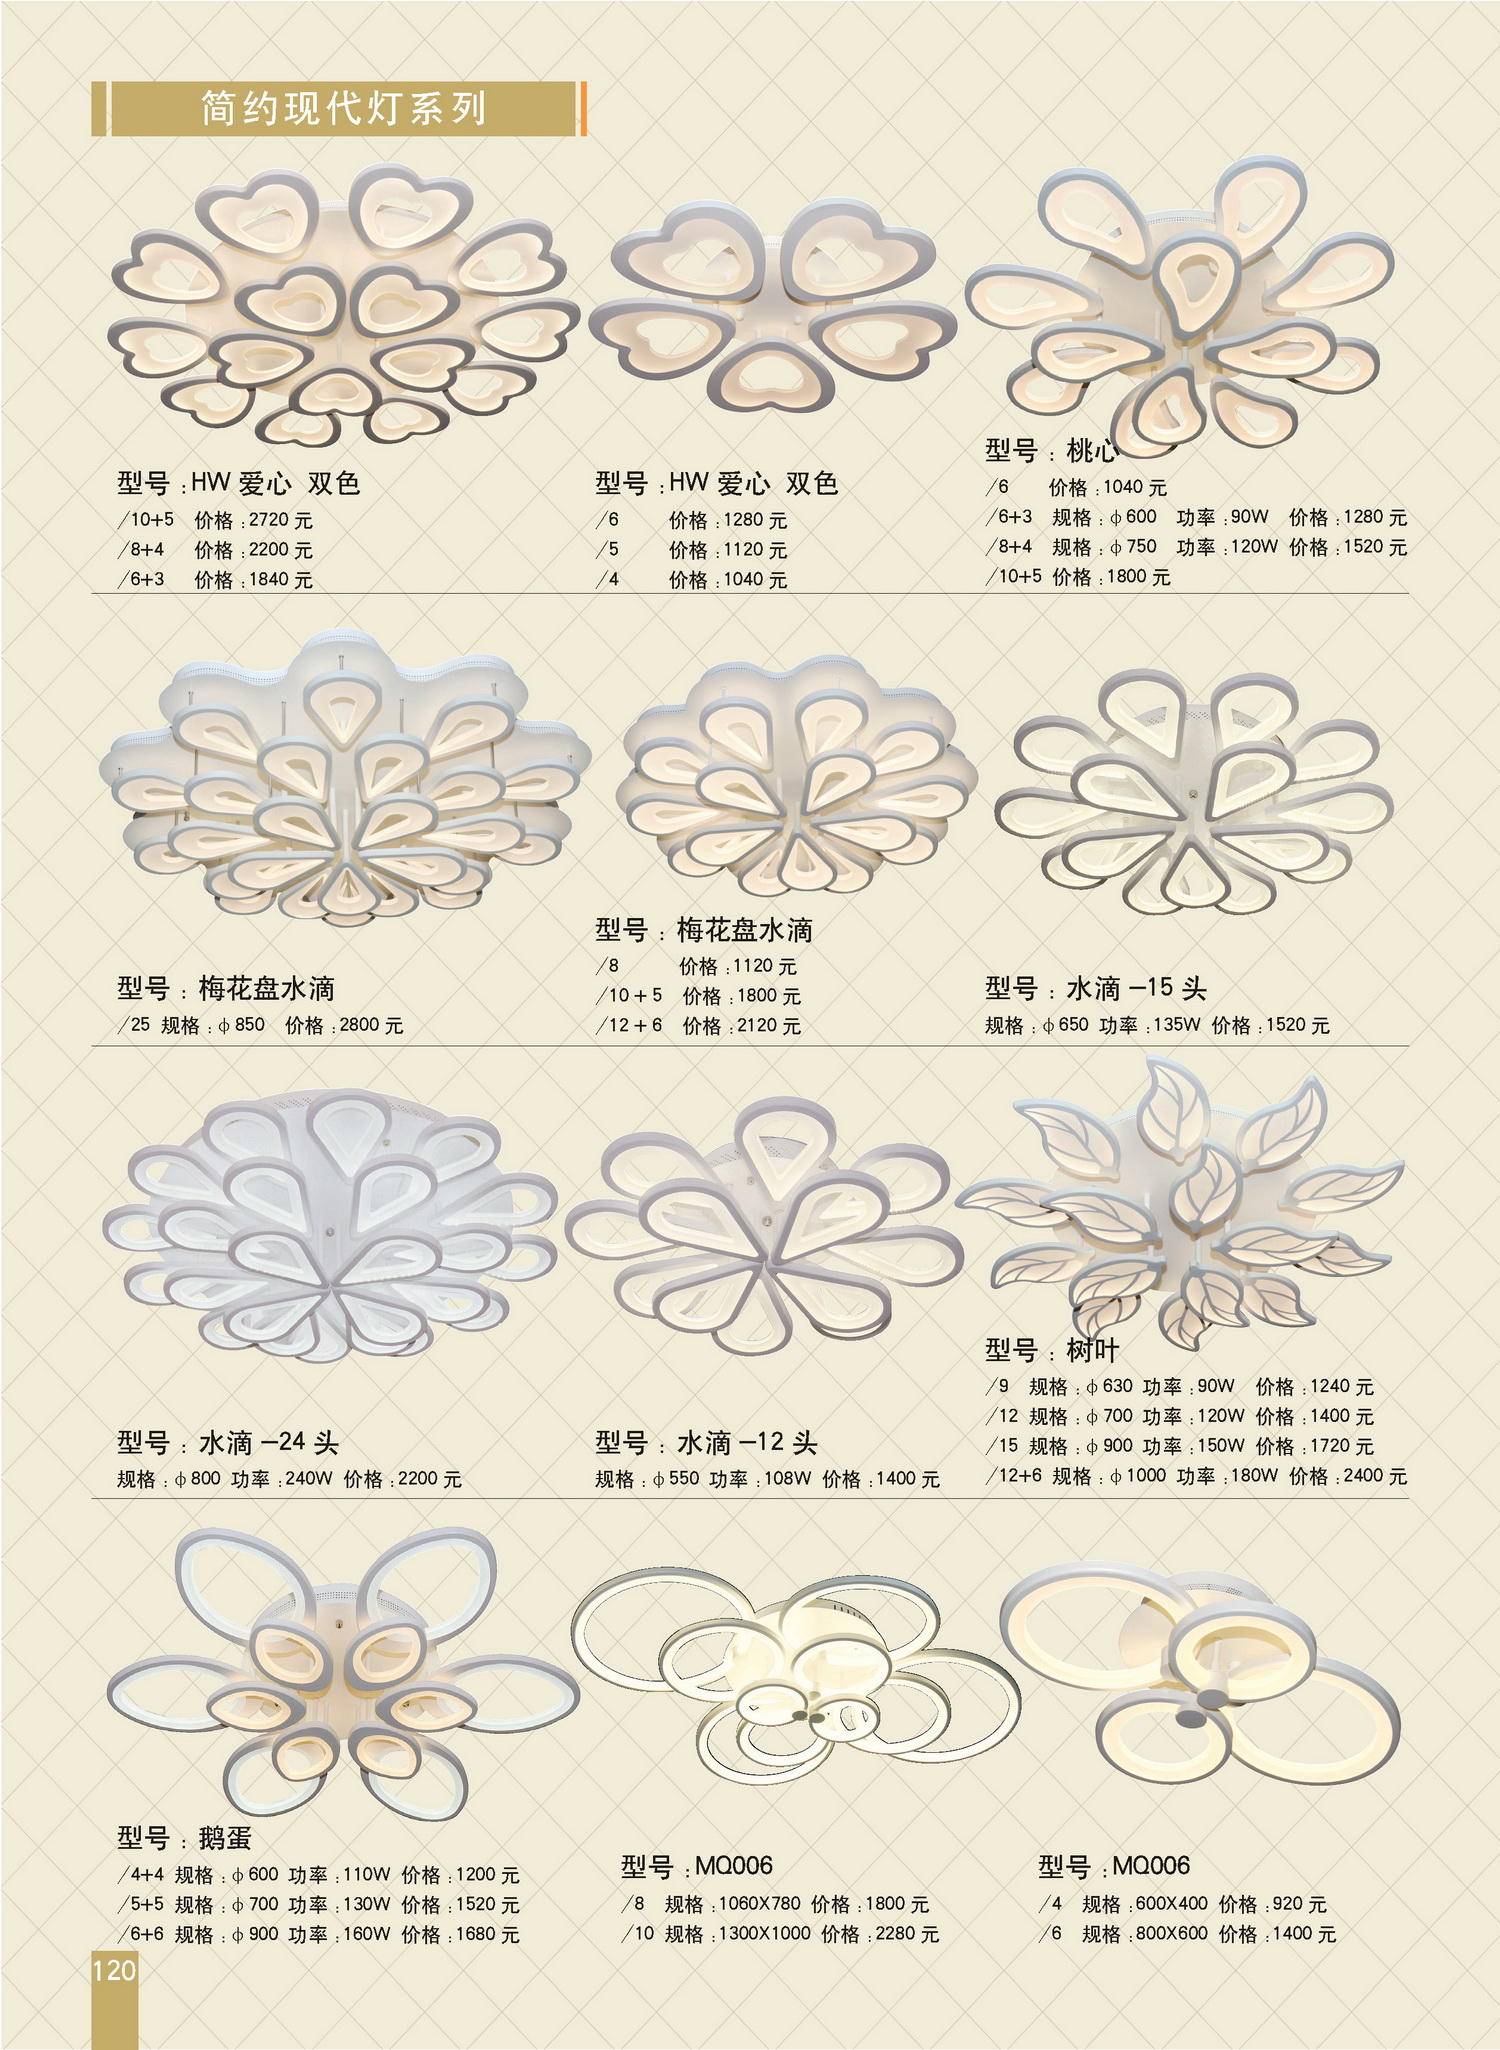 简约现代灯系列
型号:HW 爱心 双色
/10+5 价格:2720 元
/8+4 价格:2200 元
/6+3 价格:1840 元
型号:HW 爱心 双色
/6 价格:1280 元
/5 价格:1120 元
/4 价格:1040 元
型号:桃心
/6 价格:1040 元
/6+3 规格:φ600 功率:90W 价格:1280 元
/8+4 规格:φ750 功率:120W 价格:1520 元
/10+5 价格:1800 元
型号:梅花盘水滴
/25 规格:φ850 价格:2800 元
型号:梅花盘水滴
/8 价格:1120 元
/10+5 价格:1800 元
/12+6 价格:2120 元
型号:水滴-15 头
规格:φ650 功率:135W 价格:1520 元
型号:水滴-24 头
规格:φ800 功率:240W 价格:2200 元
型号:水滴-12 头
规格:φ550 功率:108W 价格:1400 元
型号:树叶
/9 规格:φ630 功率:90W 价格:1240 元
/12 规格:φ700 功率:120W 价格:1400 元
/15 规格:φ900 功率:150W 价格:1720 元
/12+6 规格:φ1000 功率:180W 价格:2400 元
型号:鹅蛋
/4+4 规格:φ600 功率:110W 价格:1200 元
/5+5 规格:φ700 功率:130W 价格:1520 元
/6+6 规格:φ900 功率:160W 价格:1680 元
型号:MQ006
/8 规格:1060X780 价格:1800 元
/10 规格:1300X1000 价格:2280 元
型号:MQ006
/4 规格:600X400 价格:920 元
/6 规格:800X600 价格:1400 元
120